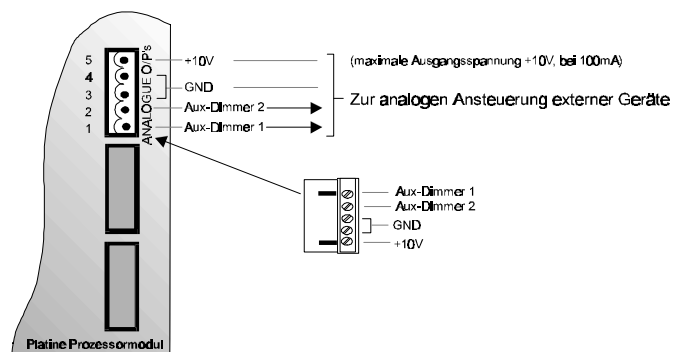 5
+10V
(maximale Ausgangsspannung +10V, bei 100mA)
4
GND
3
Zur analogen Ansteuerung externer Geräte
2
Aux-Dimmer 2
1
Aux-Dimmer 1
ANALOGUE O/P's
Aux-Dimmer 1
Aux-Dimmer 2
GND
+10V
Platine Prozessormodul